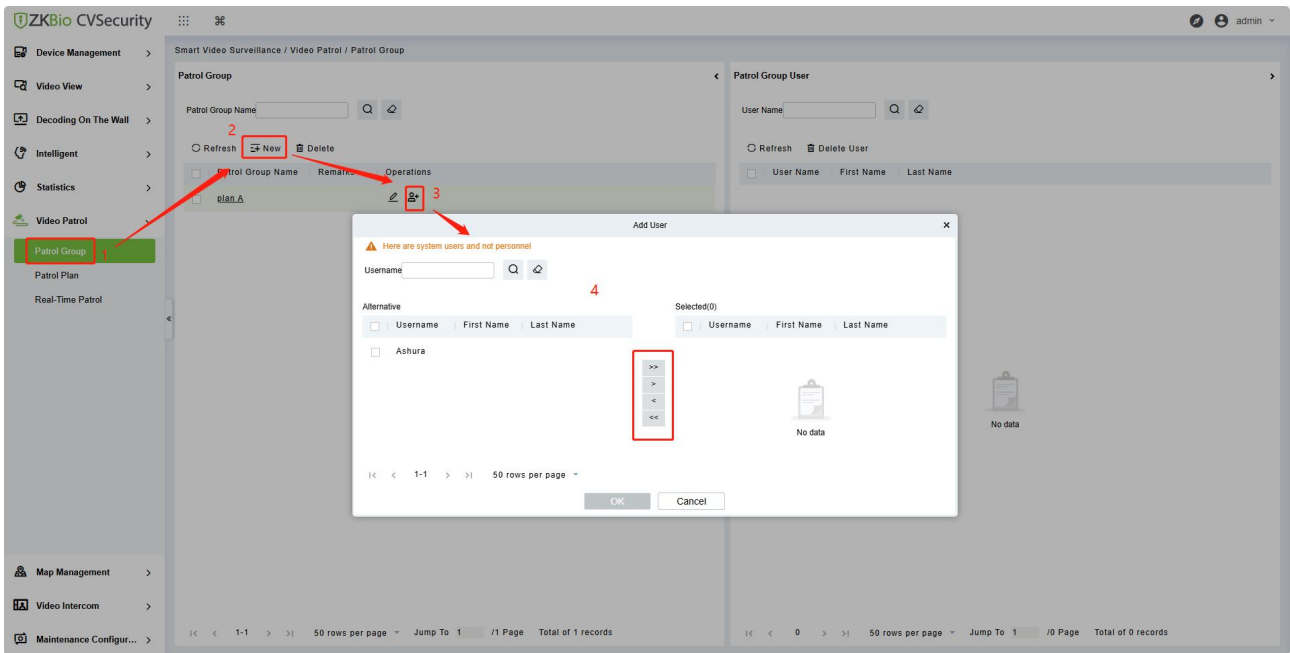 ZKBio CVSecurity
admin
Device Management
Video View
Decoding On The Wall
Intelligent
Statistics
Video Patrol
Patrol Group 1
Patrol Plan
Real-Time Patrol
Map Management
Video Intercom
Maintenance Configur...
Smart Video Surveillance / Video Patrol / Patrol Group
Patrol Group
Patrol Group Name
2
Refresh New Delete
Patrol Group Name Remarks Operations
plan A
3
Patrol Group User
User Name
Refresh Delete User
User Name First Name Last Name
No data
Add User
Here are system users and not personnel
Username
4
Alternative
Username First Name Last Name
Ashura
>>
>
<
<<
Selected(0)
Username First Name Last Name
No data
|< < 1-1 > >| 50 rows per page
OK Cancel
|< < 1-1 > >| 50 rows per page Jump To 1 /1 Page Total of 1 records
|< < 0 > >| 50 rows per page Jump To 1 /0 Page Total of 0 records